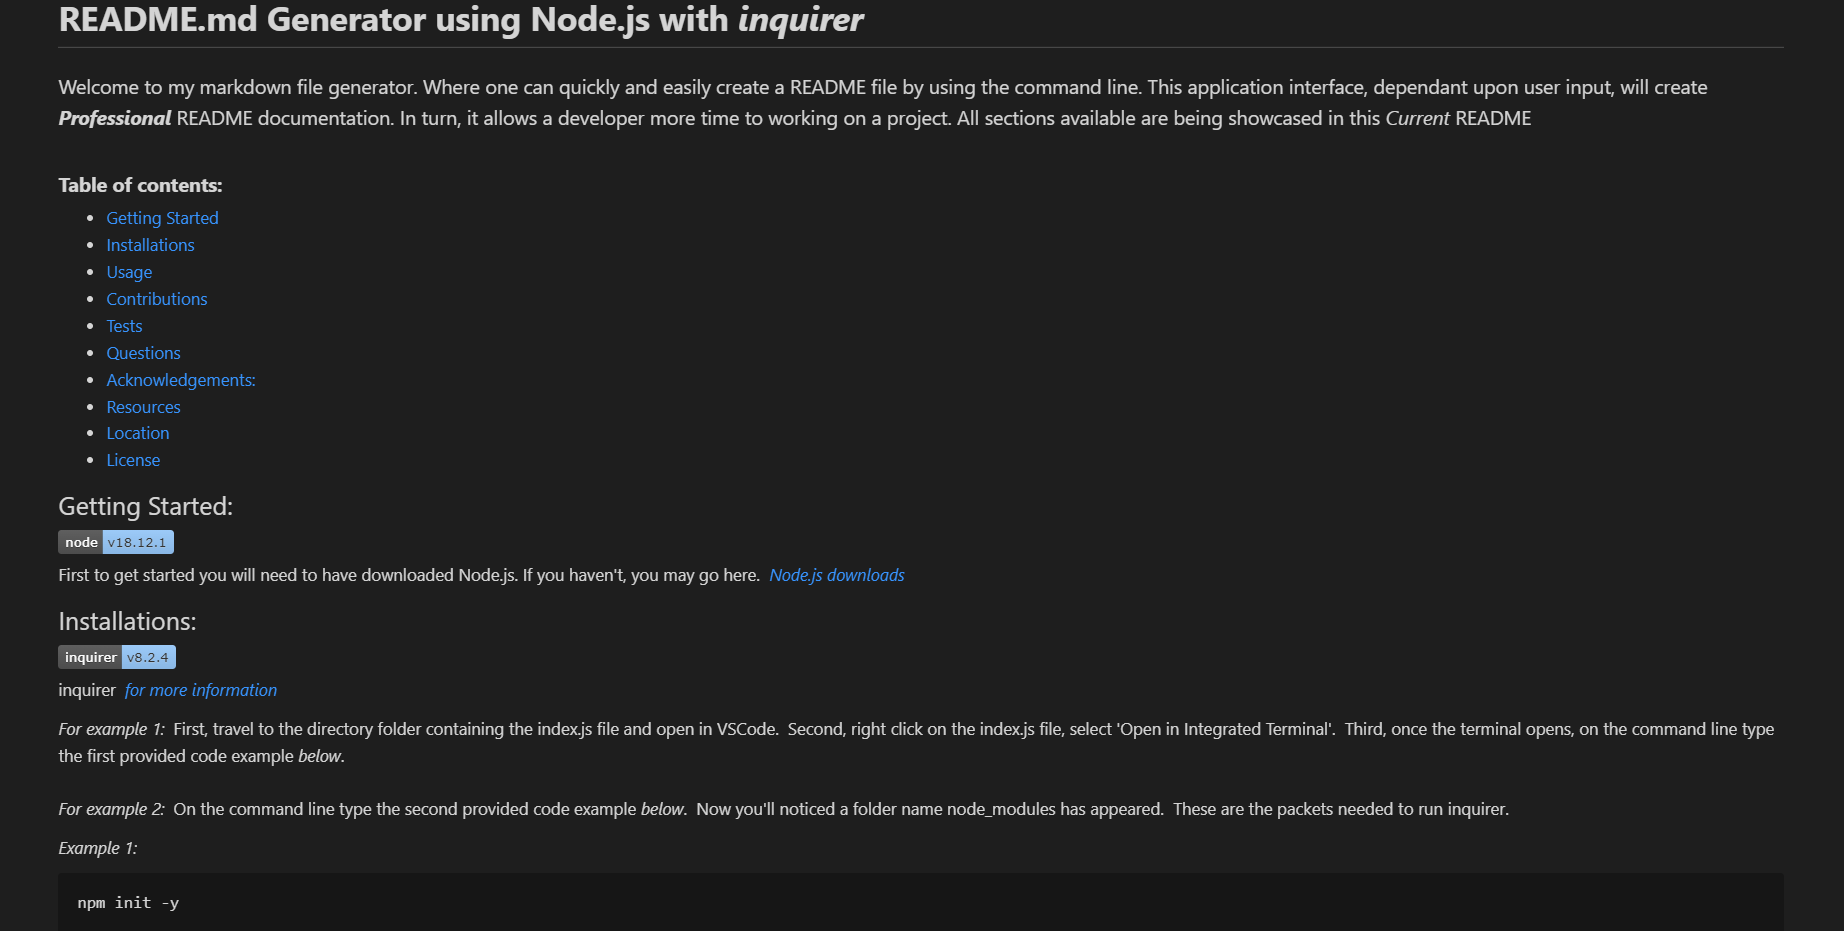 README.md Generator using Node.js with inquirer
Welcome to my markdown file generator. Where one can quickly and easily create a README file by using the command line. This application interface, dependant upon user input, will create
Professional README documentation. In turn, it allows a developer more time to working on a project. All sections available are being showcased in this Current README
Table of contents:
Getting Started
Installations
Usage
Contributions
Tests
Questions
Acknowledgements:
Resources
Location
License
Getting Started:
node v18.12.1
First to get started you will need to have downloaded Node.js. If you haven't, you may go here. Node.js downloads
Installations:
inquirer v8.2.4
inquirer for more information
For example 1: First, travel to the directory folder containing the index.js file and open in VSCode. Second, right click on the index.js file, select 'Open in Integrated Terminal'. Third, once the terminal opens, on the command line type
the first provided code example below.
For example 2: On the command line type the second provided code example below. Now you'll noticed a folder name node_modules has appeared. These are the packets needed to run inquirer.
Example 1:
npm init -y